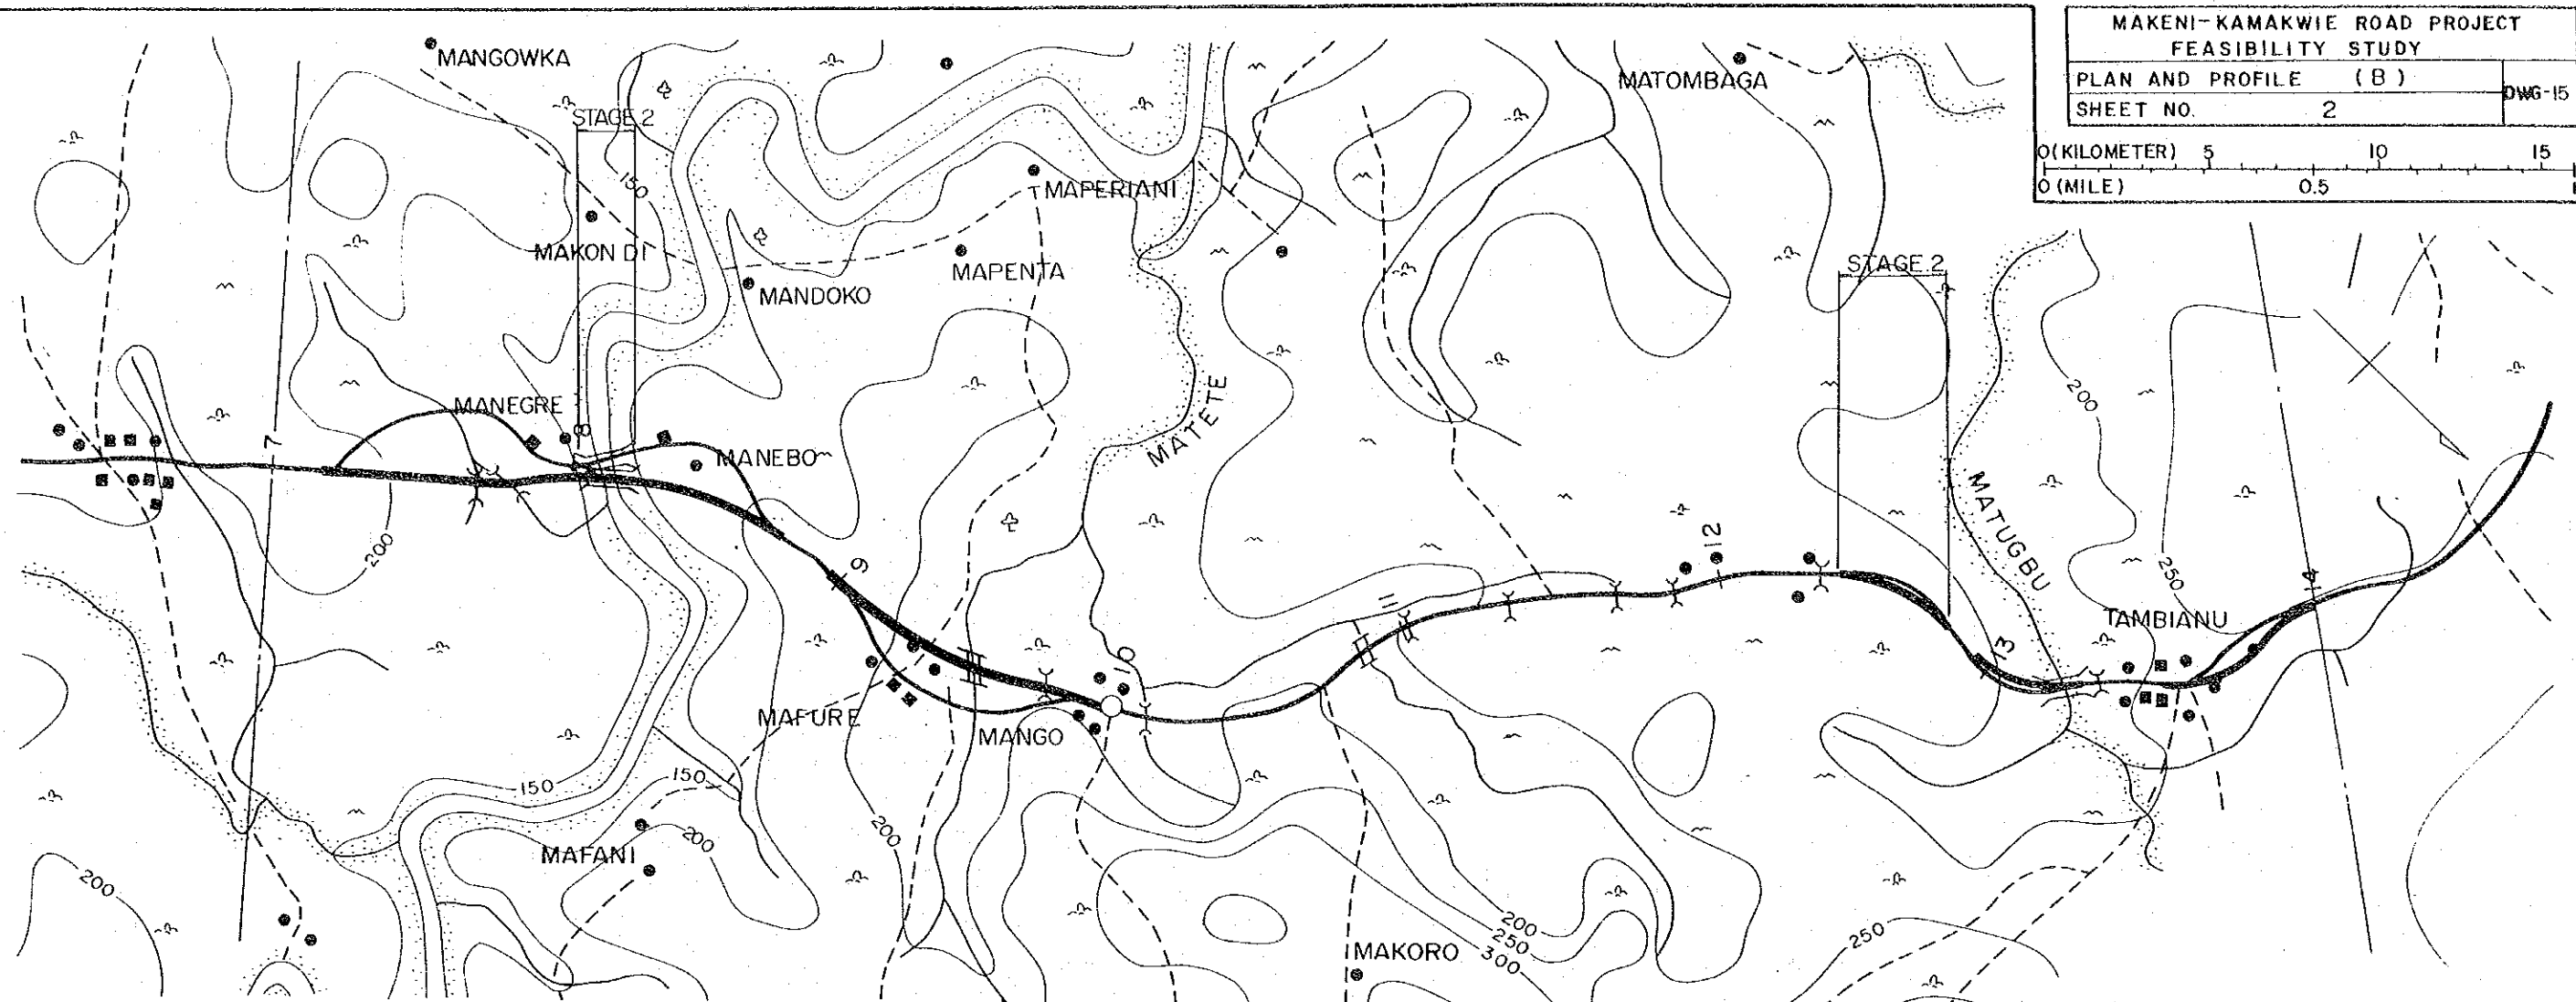 MAKENI-KAMAKWIE ROAD PROJECT
FEASIBILITY STUDY
PLAN AND PROFILE (B)
DWG-15
SHEET NO. 2
0(KILOMETER) 5 10 15
0 (MILE) 0.5
MANGOWKA
MATOMBAGA
STAGE 2
150
MAPERIANI
MAKON DI
MAPENTA
MANDOKO
STAGE 2
200
MATETE
MANEGRE
7
8
MANEBO
MATUGBU
200
9
12
250
14
TAMBIANU
13
10
MAFURE
MANGO
150
150
200
200
MAFANI
200
200
250
300
250
MAKORO